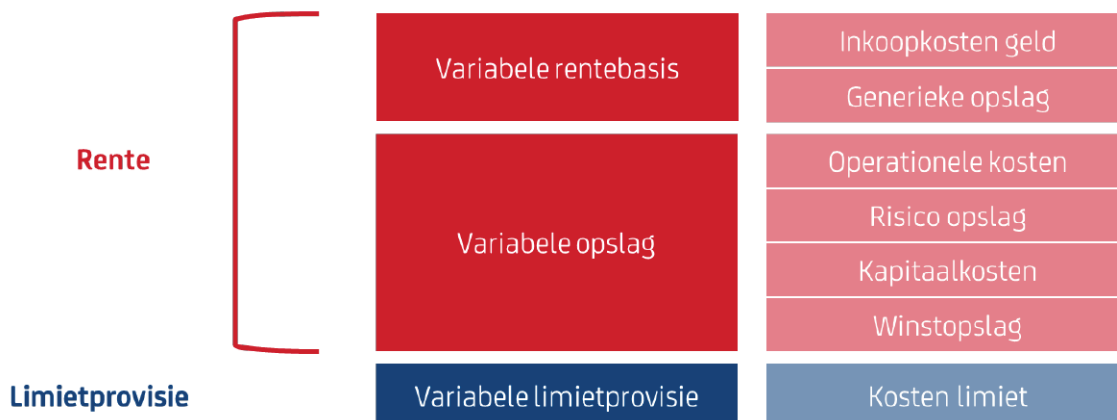 Rente
Variabele rentebasis
Inkoopkosten geld
Generieke opslag
Variabele opslag
Operationele kosten
Risico opslag
Kapitaalkosten
Winstopslag
Limietprovisie
Variabele limietprovisie
Kosten limiet